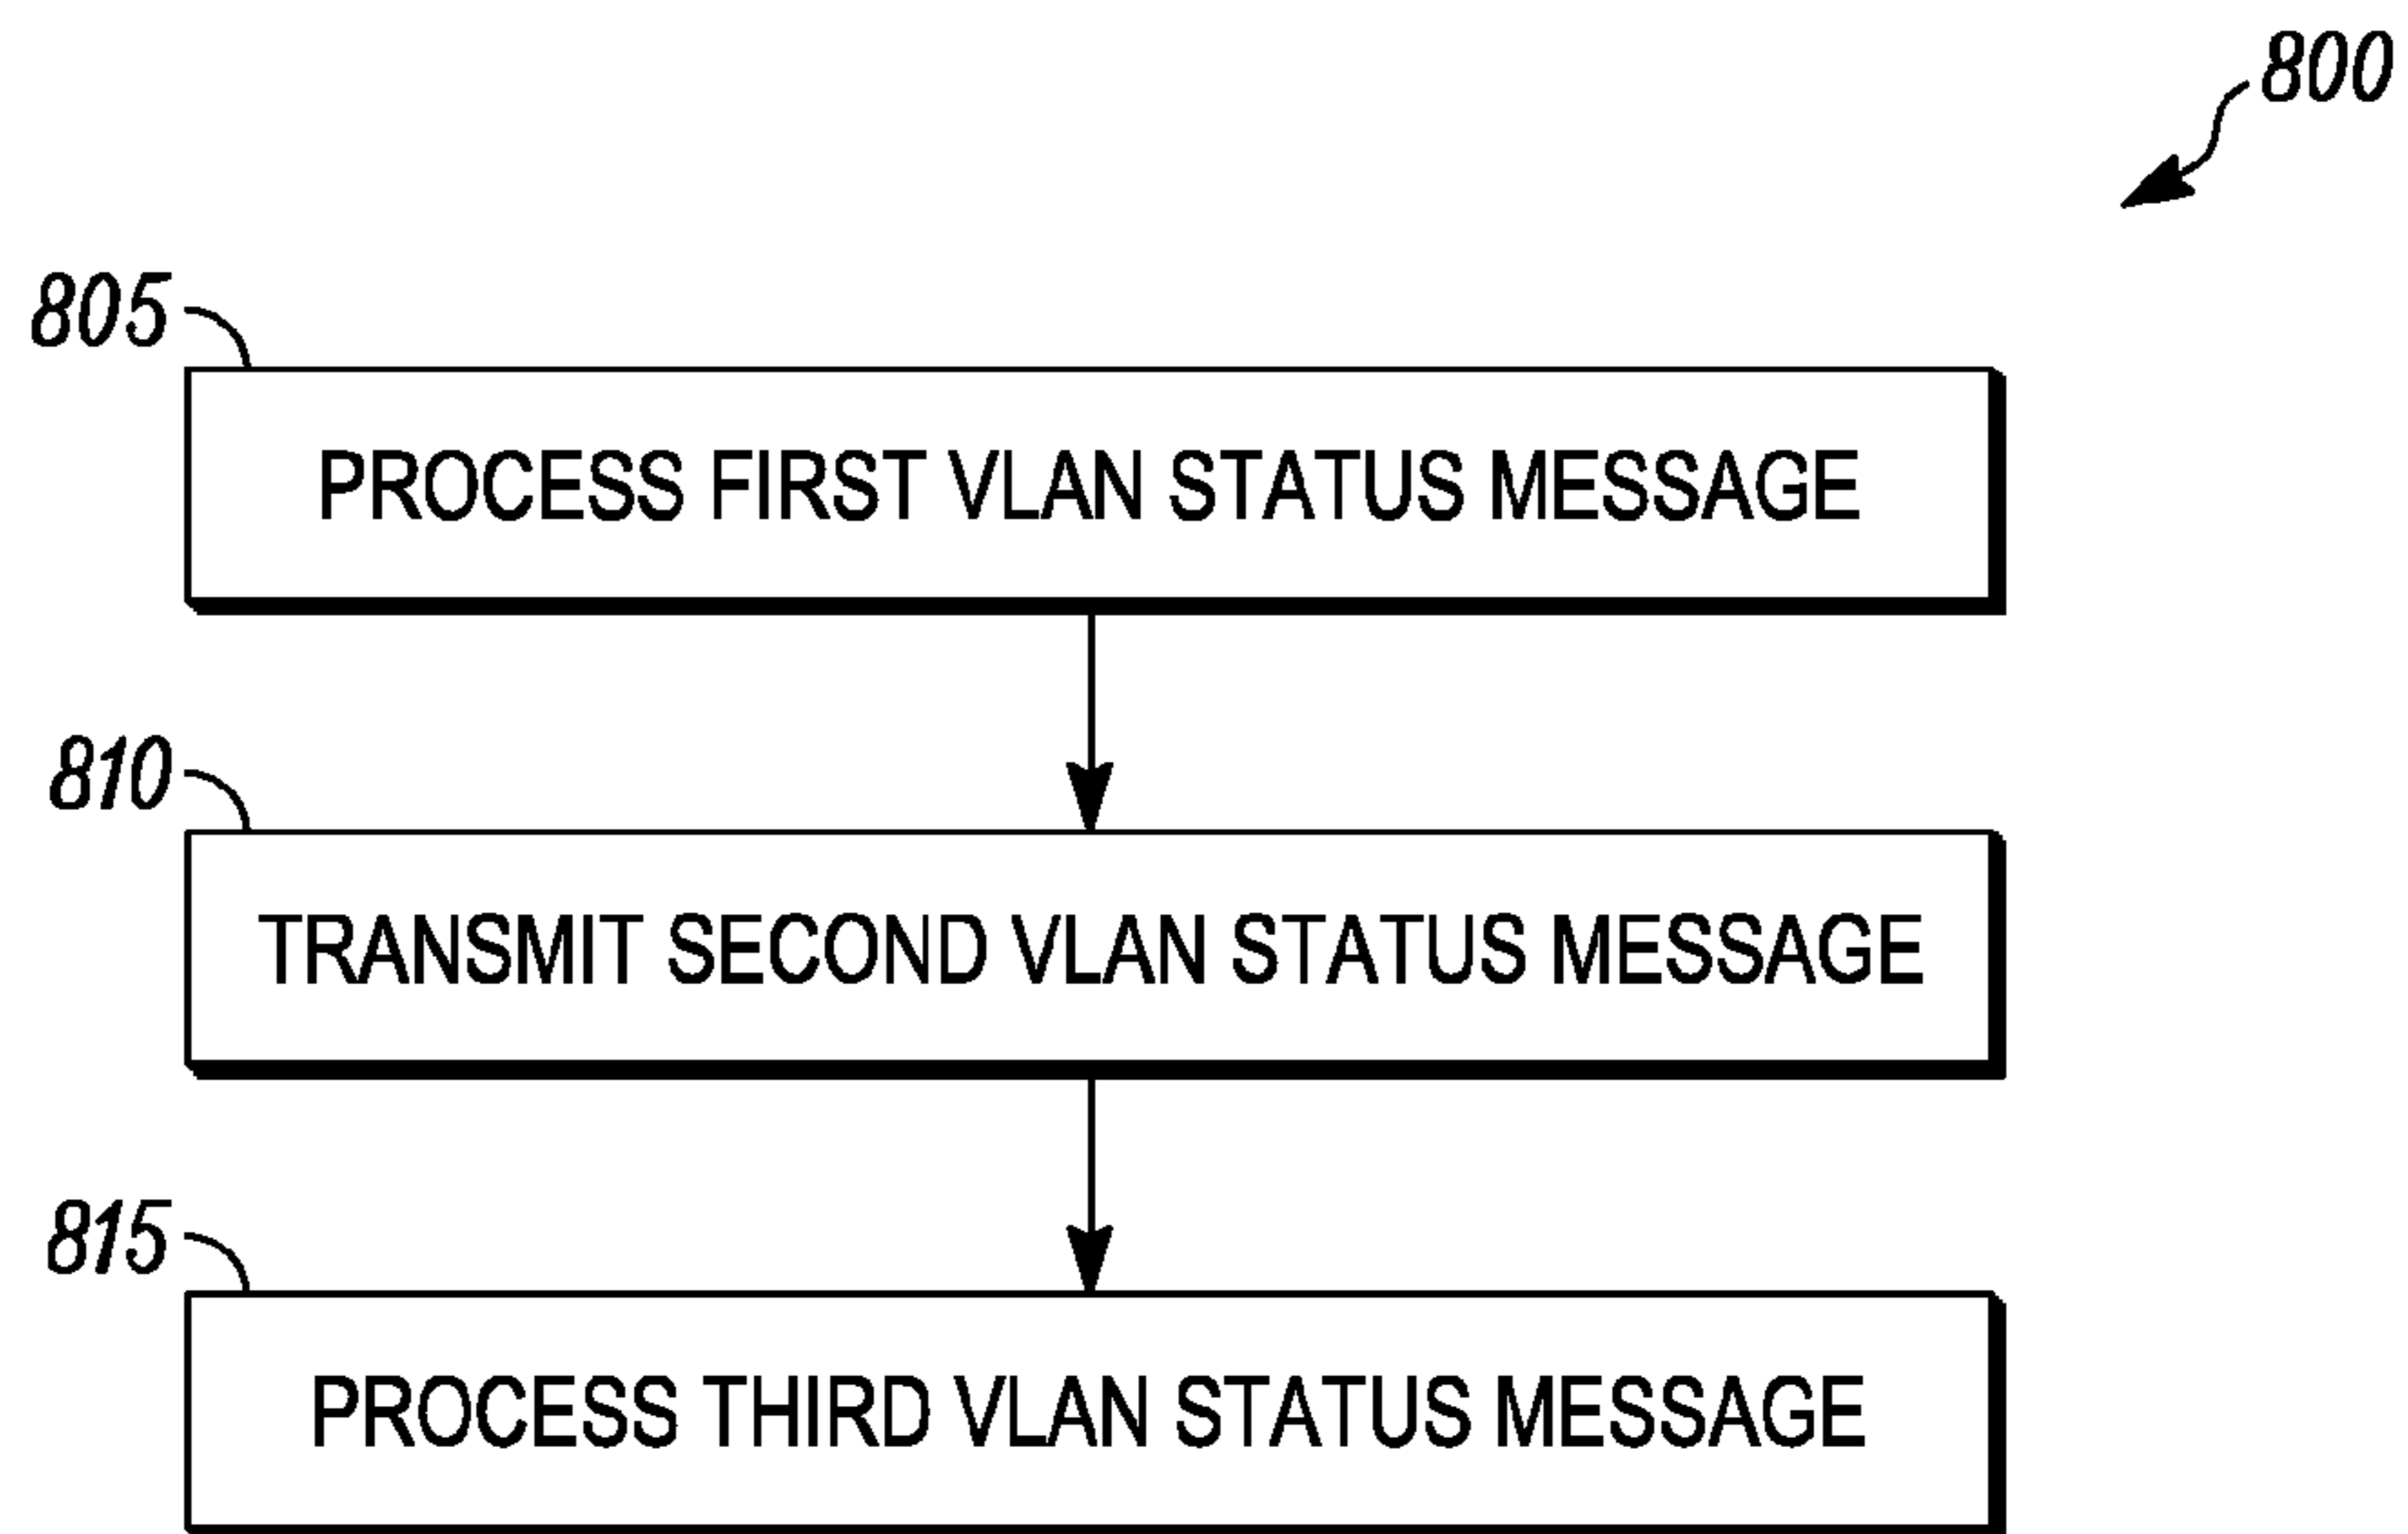 800
805
PROCESS FIRST VLAN STATUS MESSAGE
810
TRANSMIT SECOND VLAN STATUS MESSAGE
815
PROCESS THIRD VLAN STATUS MESSAGE